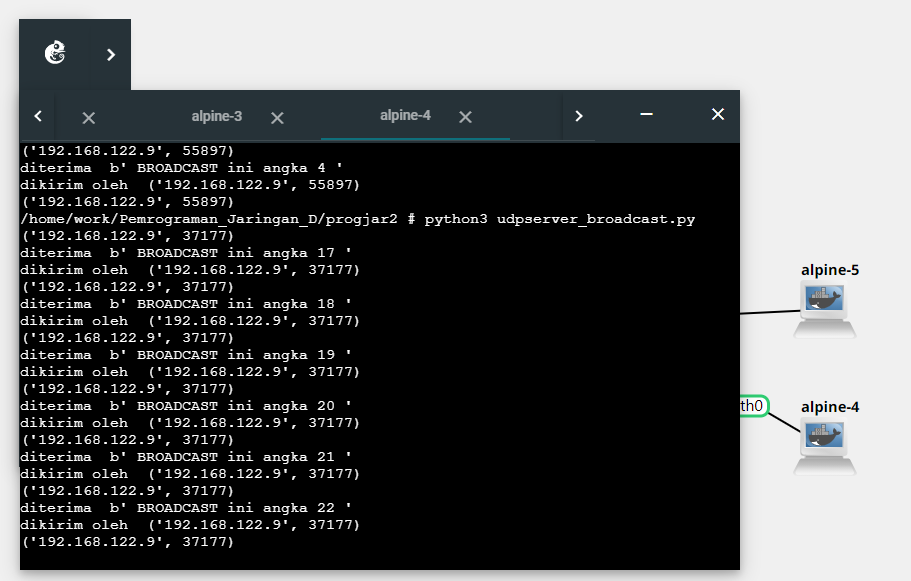 alpine-3
alpine-4
('192.168.122.9', 55897)
diterima  b' BROADCAST ini angka 4 '
dikirim oleh  ('192.168.122.9', 55897)
('192.168.122.9', 55897)
/home/work/Pemrograman_Jaringan_D/progjar2 # python3 udpserver_broadcast.py
('192.168.122.9', 37177)
diterima  b' BROADCAST ini angka 17 '
dikirim oleh  ('192.168.122.9', 37177)
('192.168.122.9', 37177)
diterima  b' BROADCAST ini angka 18 '
dikirim oleh  ('192.168.122.9', 37177)
('192.168.122.9', 37177)
diterima  b' BROADCAST ini angka 19 '
dikirim oleh  ('192.168.122.9', 37177)
('192.168.122.9', 37177)
diterima  b' BROADCAST ini angka 20 '
dikirim oleh  ('192.168.122.9', 37177)
('192.168.122.9', 37177)
diterima  b' BROADCAST ini angka 21 '
dikirim oleh  ('192.168.122.9', 37177)
('192.168.122.9', 37177)
diterima  b' BROADCAST ini angka 22 '
dikirim oleh  ('192.168.122.9', 37177)
('192.168.122.9', 37177)
alpine-5
th0
alpine-4